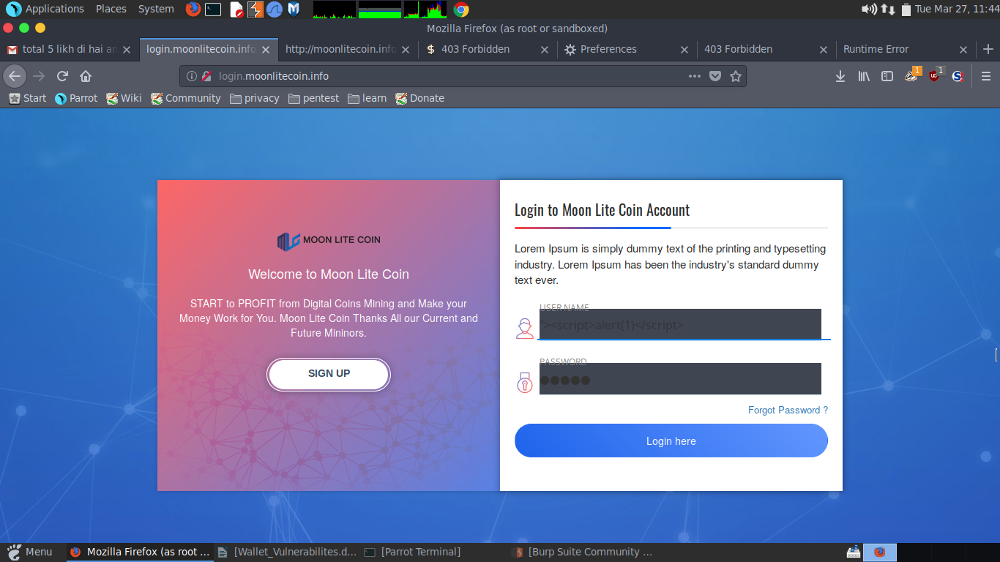 Applications Places System
Tue Mar 27, 11:44
Mozilla Firefox (as root or sandboxed)
total 5 likh di hai an
login.moonlitecoin.info
http://moonlitecoin.info
403 Forbidden
Preferences
403 Forbidden
Runtime Error
login.moonlitecoin.info
1
1
Start Parrot Wiki Community privacy pentest learn Donate
MOON LITE COIN
Welcome to Moon Lite Coin
START to PROFIT from Digital Coins Mining and Make your
Money Work for You. Moon Lite Coin Thanks All our Current and
Future Mininors.
SIGN UP
Login to Moon Lite Coin Account
Lorem Ipsum is simply dummy text of the printing and typesetting
industry. Lorem Ipsum has been the industry's standard dummy
text ever.
USER NAME
"><script>alert(1)</script>
PASSWORD
Forgot Password ?
Login here
Menu
Mozilla Firefox (as root ...
[Wallet_Vulnerabilites.d...
[Parrot Terminal]
[Burp Suite Community ...